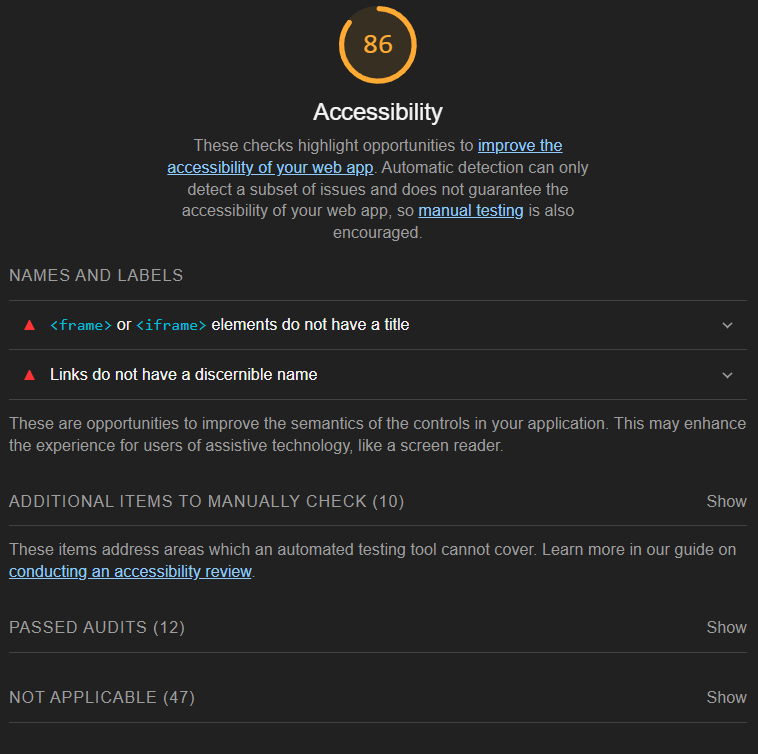 86
Accessibility
These checks highlight opportunities to improve the
accessibility of your web app. Automatic detection can only
detect a subset of issues and does not guarantee the
accessibility of your web app, so manual testing is also
encouraged.
NAMES AND LABELS
<frame> or <iframe> elements do not have a title
Links do not have a discernible name
These are opportunities to improve the semantics of the controls in your application. This may enhance
the experience for users of assistive technology, like a screen reader.
ADDITIONAL ITEMS TO MANUALLY CHECK (10) Show
These items address areas which an automated testing tool cannot cover. Learn more in our guide on
conducting an accessibility review.
PASSED AUDITS (12) Show
NOT APPLICABLE (47) Show